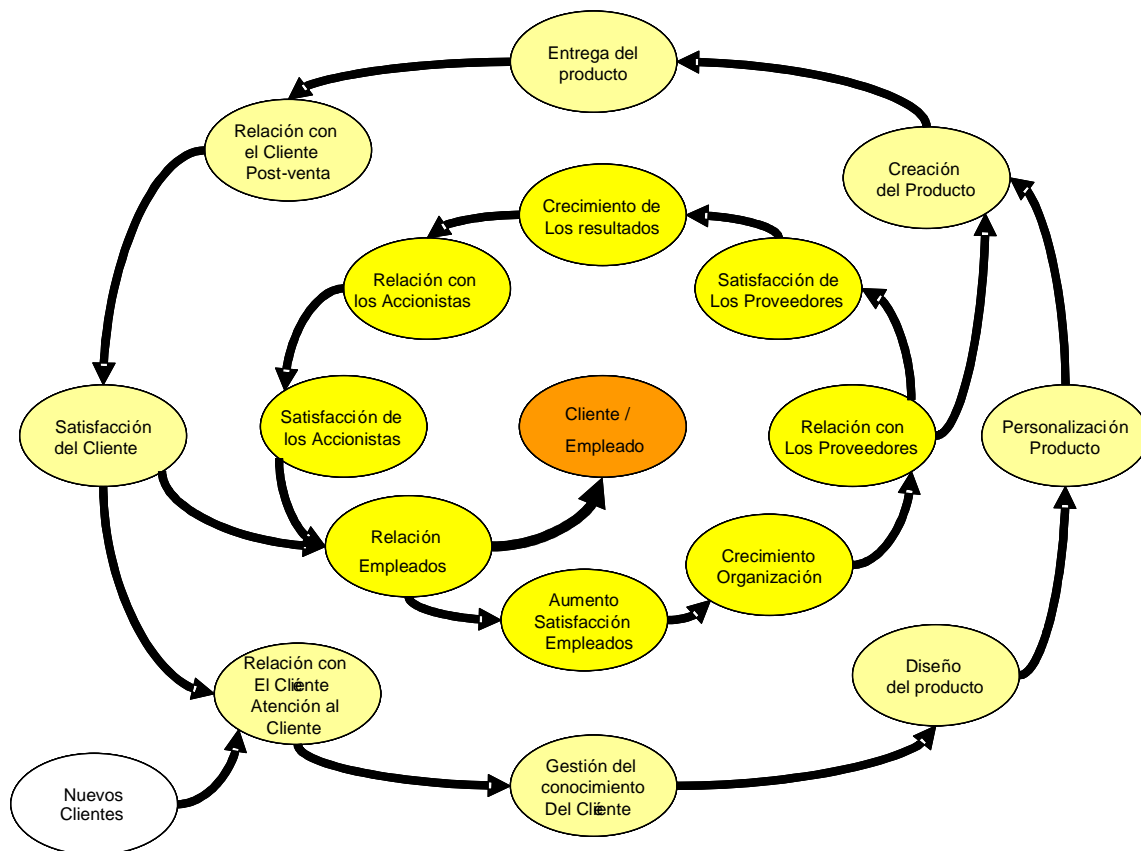 Entrega del
producto
Relación con
el Cliente
Post-venta
Creación
del Producto
Crecimiento de
Los resultados
Relación con
los Accionistas
Satisfacción de
Los Proveedores
Satisfacción
del Cliente
Satisfacción de
los Accionistas
Cliente /
Empleado
Relación con
Los Proveedores
Personalización
Producto
Relación
Empleados
Crecimiento
Organización
Aumento
Satisfacción
Empleados
Relación con
El Cliente
Atención al
Cliente
Diseño
del producto
Nuevos
Clientes
Gestión del
conocimiento
Del Cliente